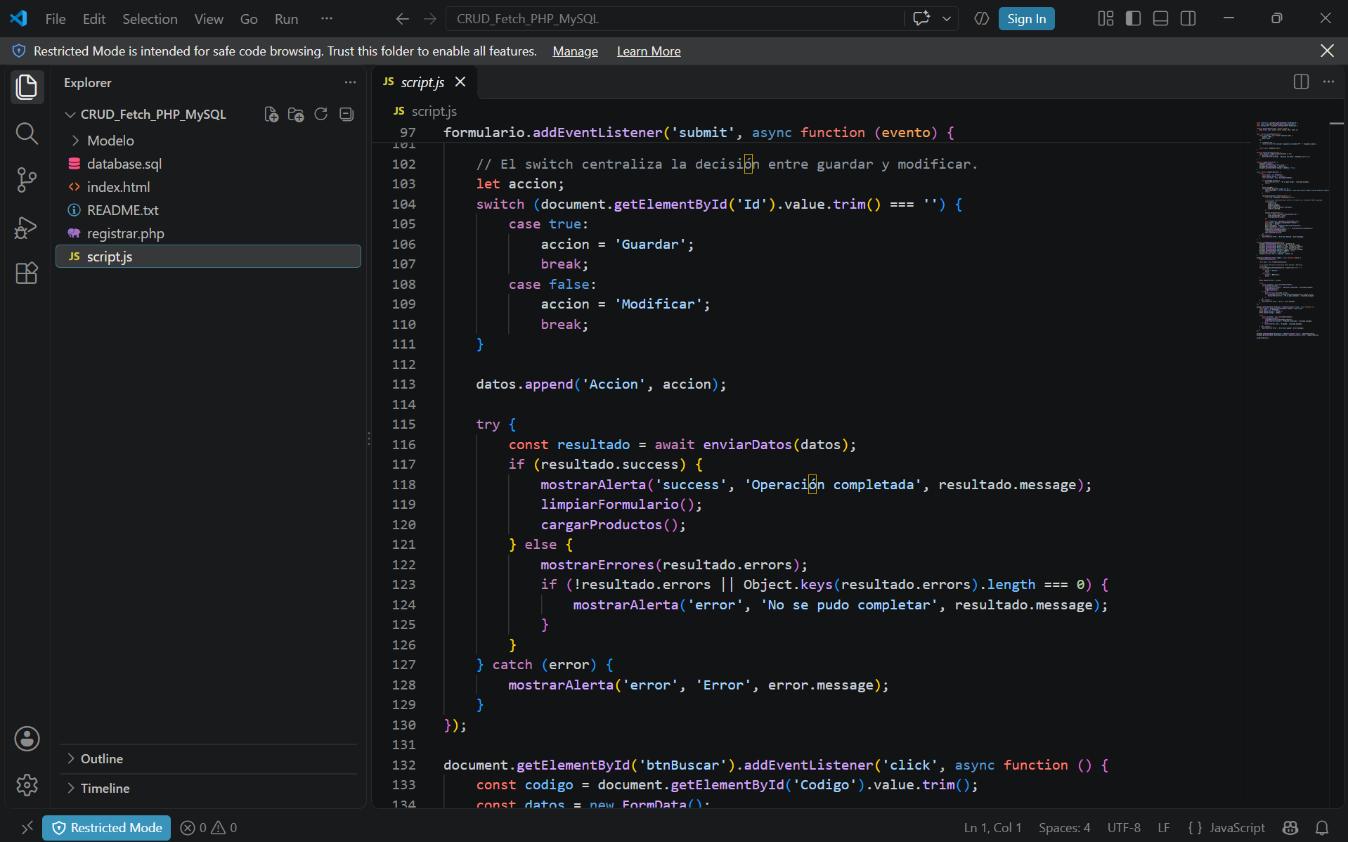 File Edit Selection View Go Run ··· CRUD_Fetch_PHP_MySQL Sign In
Restricted Mode is intended for safe code browsing. Trust this folder to enable all features. Manage Learn More
Explorer
CRUD_Fetch_PHP_MySQL
Modelo
database.sql
index.html
README.txt
registrar.php
JS script.js
Outline
Timeline
JS script.js
JS script.js
97 formulario.addEventListener('submit', async function (evento) {
101
102 // El switch centraliza la decisión entre guardar y modificar.
103 let accion;
104 switch (document.getElementById('Id').value.trim() === '') {
105 case true:
106 accion = 'Guardar';
107 break;
108 case false:
109 accion = 'Modificar';
110 break;
111 }
112
113 datos.append('Accion', accion);
114
115 try {
116 const resultado = await enviarDatos(datos);
117 if (resultado.success) {
118 mostrarAlerta('success', 'Operación completada', resultado.message);
119 limpiarFormulario();
120 cargarProductos();
121 } else {
122 mostrarErrores(resultado.errors);
123 if (!resultado.errors || Object.keys(resultado.errors).length === 0) {
124 mostrarAlerta('error', 'No se pudo completar', resultado.message);
125 }
126 }
127 } catch (error) {
128 mostrarAlerta('error', 'Error', error.message);
129 }
130 });
131
132 document.getElementById('btnBuscar').addEventListener('click', async function () {
133 const codigo = document.getElementById('Codigo').value.trim();
134 const datos = new FormData();
Restricted Mode 0 0 Ln 1, Col 1 Spaces: 4 UTF-8 LF { } JavaScript